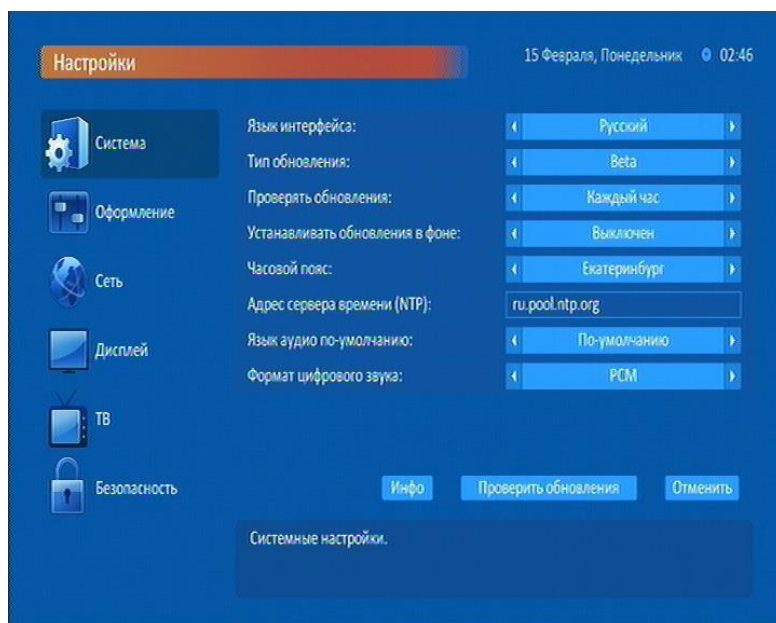 Настройки
15 Февраля, Понедельник 02:46
Система
Оформление
Сеть
Дисплей
ТВ
Безопасность
Язык интерфейса: Русский
Тип обновления: Beta
Проверять обновления: Каждый час
Устанавливать обновления в фоне: Выключен
Часовой пояс: Екатеринбург
Адрес сервера времени (NTP): ru.pool.ntp.org
Язык аудио по-умолчанию: По-умолчанию
Формат цифрового звука: PCM
Инфо Проверить обновления Отменить
Системные настройки.